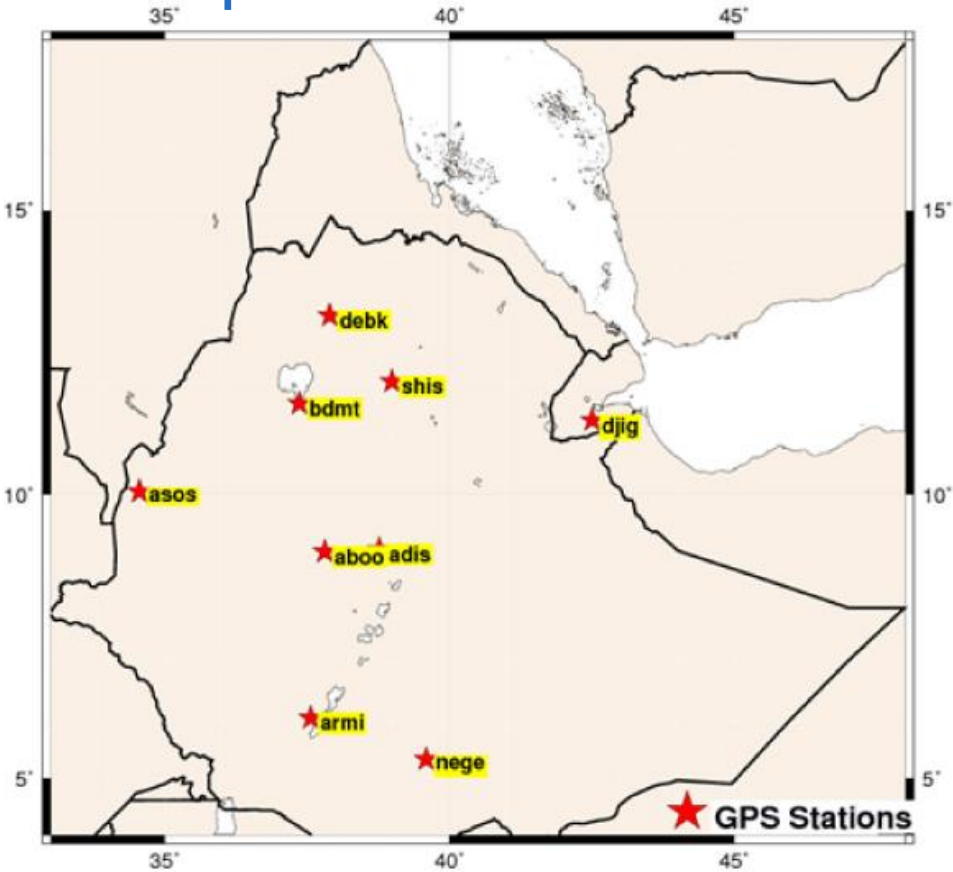 35° 40° 45°
15° 15°
debk
shis
bdmt
djig
10° asos 10°
aboo adis
armi
nege
5° 5°
GPS Stations
35° 40° 45°